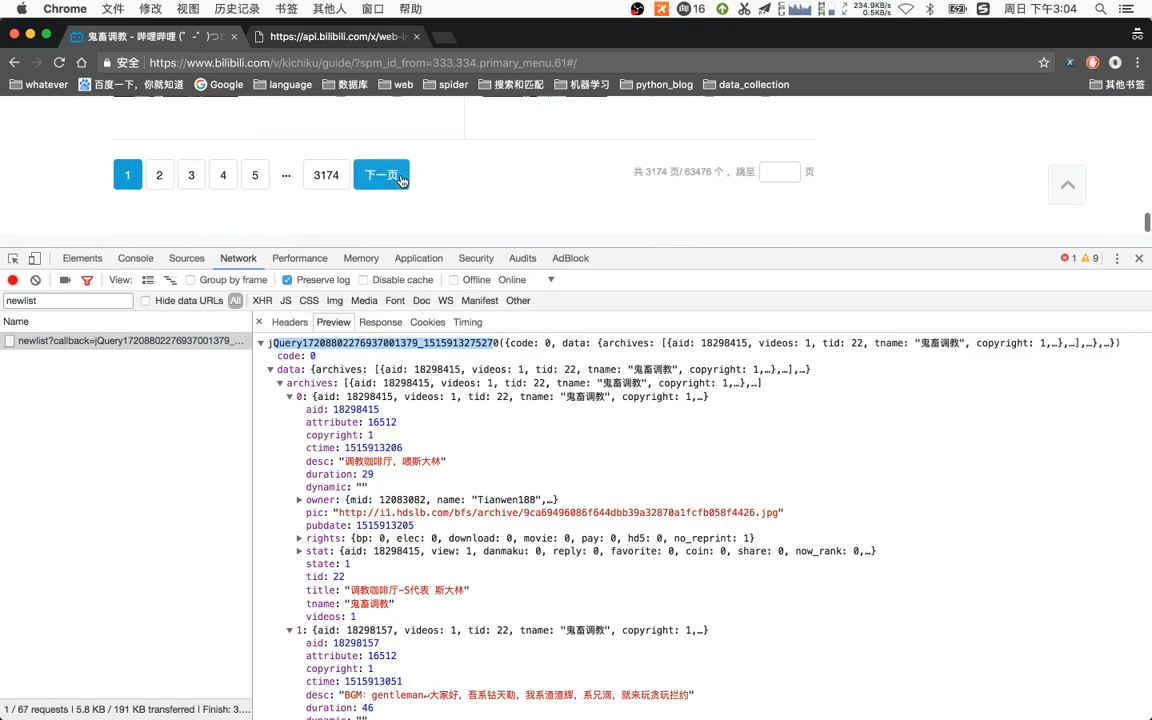 Chrome 文件 修改 视图 历史记录 书签 其他人 窗口 帮助 16 234.9KB/s 0.5KB/s 周日 下午3:04
鬼畜调教 - 哔哩哔哩 (゜-゜)つロ × https://api.bilibili.com/x/web-in ×
安全 https://www.bilibili.com/v/kichiku/guide/?spm_id_from=333.334.primary_menu.61#/
whatever 百度一下，你就知道 Google language 数据库 web spider 搜索和匹配 机器学习 python_blog data_collection 其他书签
1 2 3 4 5 ... 3174 下一页 共 3174 页/ 63476 个 ，跳至 页
Elements Console Sources Network Performance Memory Application Security Audits AdBlock 1 9
View: Group by frame Preserve log Disable cache Offline Online
newlist Hide data URLs All XHR JS CSS Img Media Font Doc WS Manifest Other
Name × Headers Preview Response Cookies Timing
newlist?callback=jQuery17208802276937001379_...
jQuery17208802276937001379_1515913275270({code: 0, data: {archives: [{aid: 18298415, videos: 1, tid: 22, tname: "鬼畜调教", copyright: 1,…},…],…},…})
code: 0
data: {archives: [{aid: 18298415, videos: 1, tid: 22, tname: "鬼畜调教", copyright: 1,…},…],…}
archives: [{aid: 18298415, videos: 1, tid: 22, tname: "鬼畜调教", copyright: 1,…},…]
0: {aid: 18298415, videos: 1, tid: 22, tname: "鬼畜调教", copyright: 1,…}
aid: 18298415
attribute: 16512
copyright: 1
ctime: 1515913206
desc: "调教咖啡厅，喂斯大林"
duration: 29
dynamic: ""
owner: {mid: 12083082, name: "Tianwen188",…}
pic: "http://i1.hdslb.com/bfs/archive/9ca69496086f644dbb39a32870a1fcfb058f4426.jpg"
pubdate: 1515913205
rights: {bp: 0, elec: 0, download: 0, movie: 0, pay: 0, hd5: 0, no_reprint: 1}
stat: {aid: 18298415, view: 1, danmaku: 0, reply: 0, favorite: 0, coin: 0, share: 0, now_rank: 0,…}
state: 1
tid: 22
title: "调教咖啡厅-S代表 斯大林"
tname: "鬼畜调教"
videos: 1
1: {aid: 18298157, videos: 1, tid: 22, tname: "鬼畜调教", copyright: 1,…}
aid: 18298157
attribute: 16512
copyright: 1
ctime: 1515913051
desc: "BGM：gentleman↵大家好，吾系钴天勒，我系渣渣辉，系兄滴，就来玩贪玩拦约"
duration: 46
1 / 67 requests | 5.8 KB / 191 KB transferred | Finish: 3....
dynamic: ""